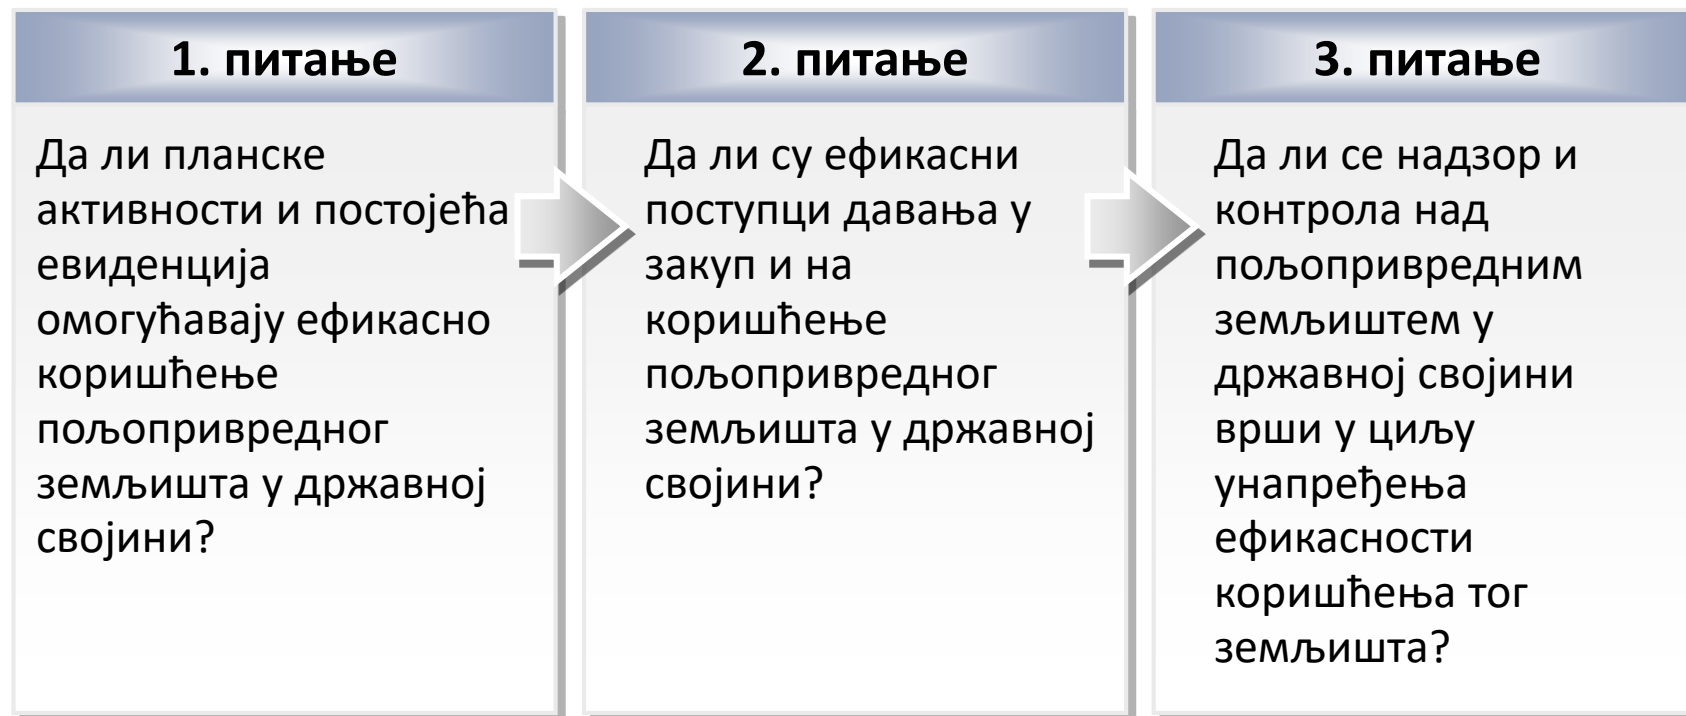 1. питање
Да ли планске
активности и постојећа
евиденција
омогућавају ефикасно
коришћење
пољопривредног
земљишта у државној
својини?
2. питање
Да ли су ефикасни
поступци давања у
закуп и на
коришћење
пољопривредног
земљишта у државној
својини?
3. питање
Да ли се надзор и
контрола над
пољопривредним
земљиштем у
државној својини
врши у циљу
унапређења
ефикасности
коришћења тог
земљишта?